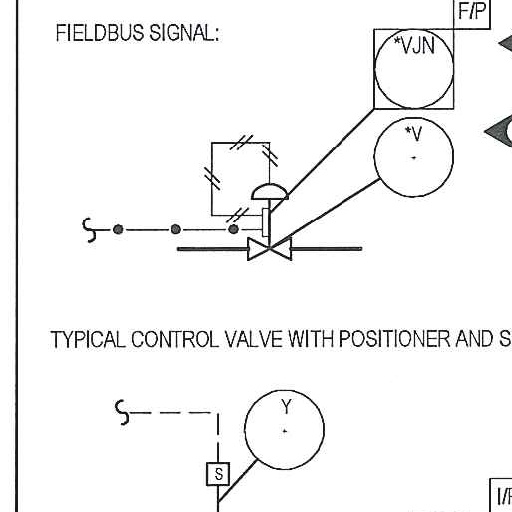 F/P
FIELDBUS SIGNAL:
*VJN
*V
TYPICAL CONTROL VALVE WITH POSITIONER AND S
Y
S
I/P